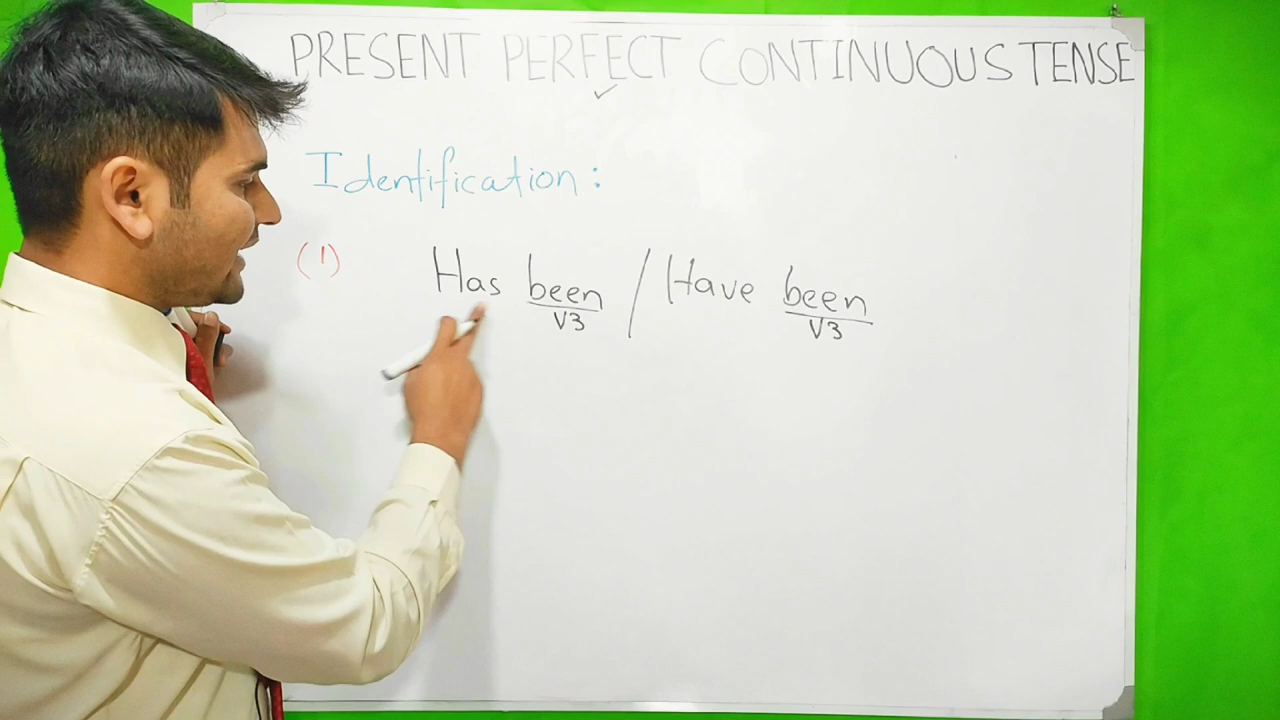 PRESENT PERFECT CONTINUOUS TENSE
Identification:
(1) Has been / Have been
V3 V3